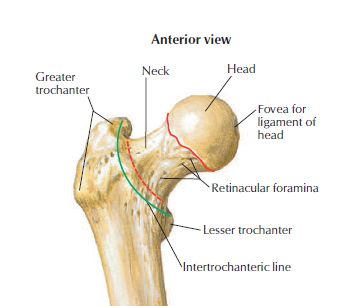 Anterior view
Greater
trochanter
Neck
Head
Fovea for
ligament of
head
Retinacular foramina
Lesser trochanter
Intertrochanteric line